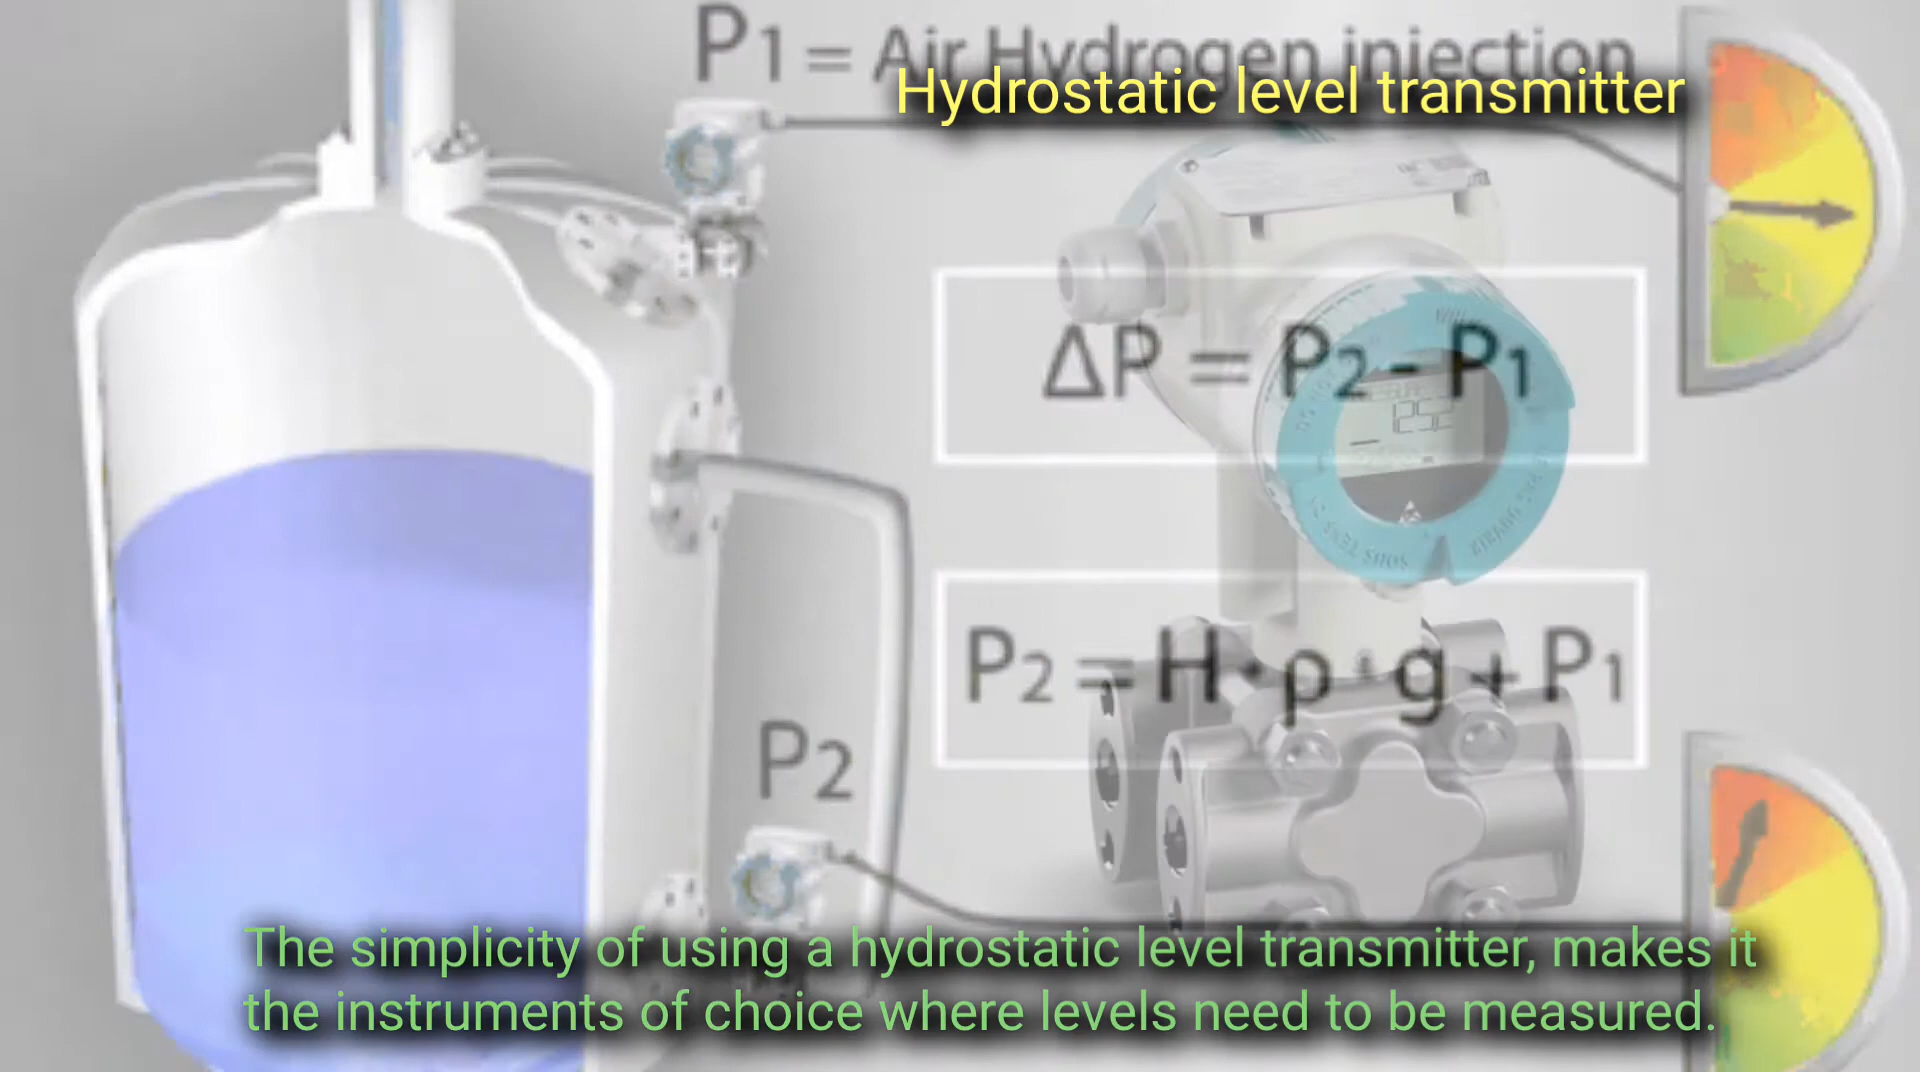 P1 = Air Hydrogen injection
Hydrostatic level transmitter
ΔP = P2 - P1
P2 = H·ρ·g + P1
P2
The simplicity of using a hydrostatic level transmitter, makes it
the instruments of choice where levels need to be measured.